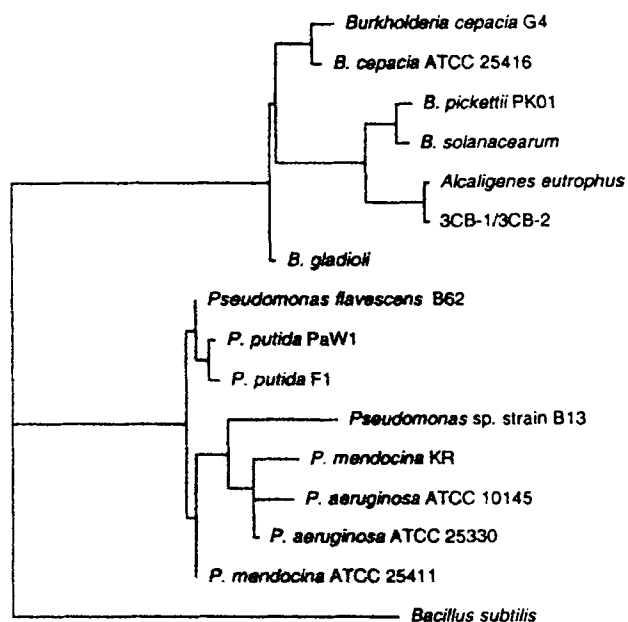 Burkholderia cepacia G4
B. cepacia ATCC 25416
B. pickettii PK01
B. solanacearum
Alcaligenes eutrophus
3CB-1/3CB-2
B. gladioli
Pseudomonas flavescens B62
P. putida PaW1
P. putida F1
Pseudomonas sp. strain B13
P. mendocina KR
P. aeruginosa ATCC 10145
P. aeruginosa ATCC 25330
P. mendocina ATCC 25411
Bacillus subtilis